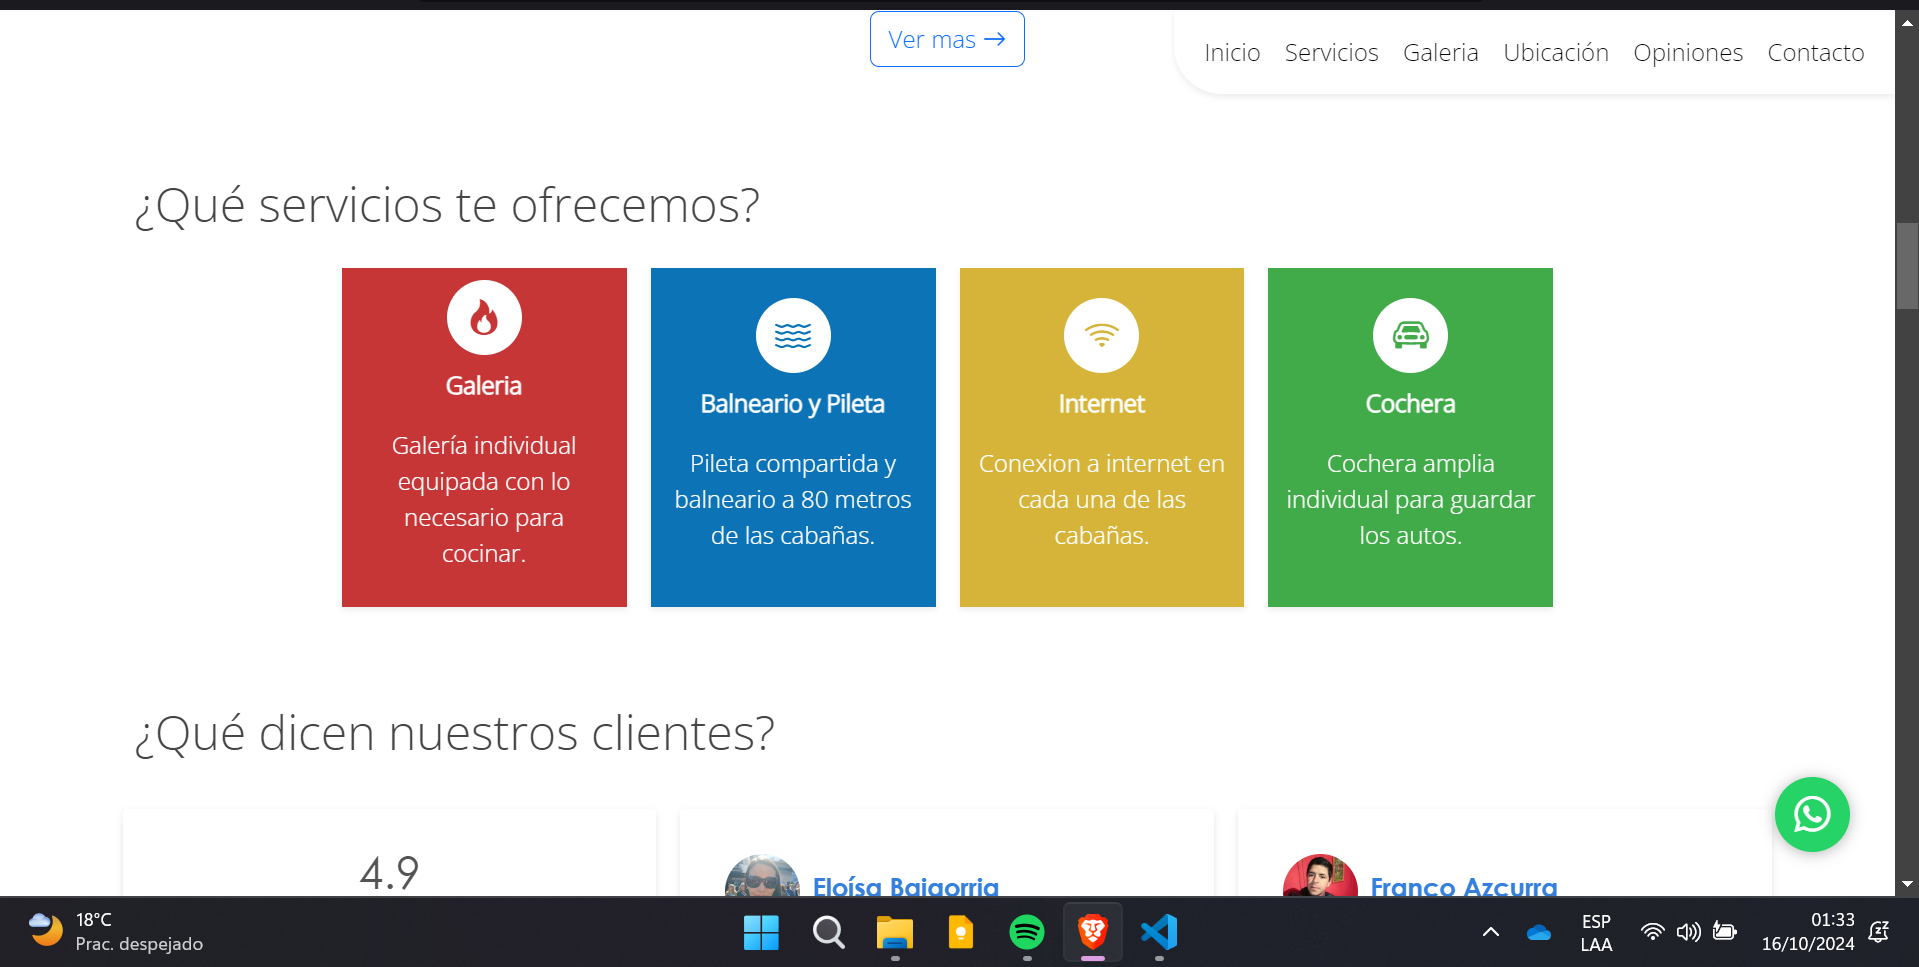 Ver mas →
Inicio Servicios Galeria Ubicación Opiniones Contacto
¿Qué servicios te ofrecemos?
Galeria
Galería individual
equipada con lo
necesario para
cocinar.
Balneario y Pileta
Pileta compartida y
balneario a 80 metros
de las cabañas.
Internet
Conexion a internet en
cada una de las
cabañas.
Cochera
Cochera amplia
individual para guardar
los autos.
¿Qué dicen nuestros clientes?
4.9
Eloísa Baigorria
Franco Azcurra
18°C
Prac. despejado
ESP
LAA
01:33
16/10/2024